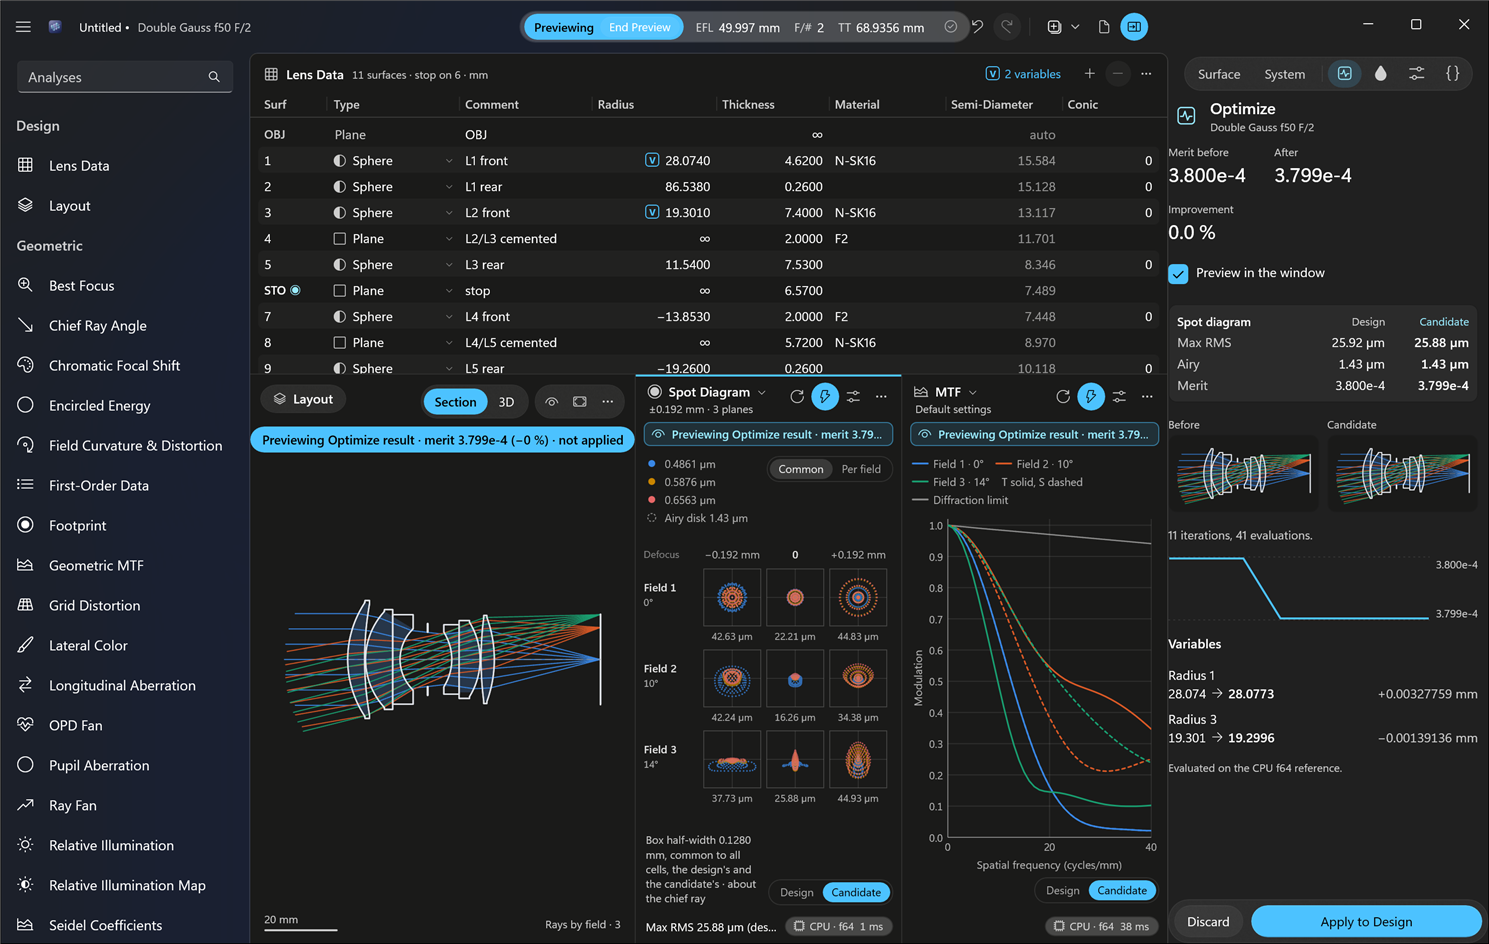 Untitled • Double Gauss f50 F/2
Previewing End Preview EFL 49.997 mm F/# 2 TT 68.9356 mm
Analyses
Design
Lens Data
Layout
Geometric
Best Focus
Chief Ray Angle
Chromatic Focal Shift
Encircled Energy
Field Curvature & Distortion
First-Order Data
Footprint
Geometric MTF
Grid Distortion
Lateral Color
Longitudinal Aberration
OPD Fan
Pupil Aberration
Ray Fan
Relative Illumination
Relative Illumination Map
Seidel Coefficients
Lens Data 11 surfaces · stop on 6 · mm V 2 variables
Surf Type Comment Radius Thickness Material Semi-Diameter Conic
OBJ Plane OBJ ∞ auto
1 Sphere L1 front V 28.0740 4.6200 N-SK16 15.584 0
2 Sphere L1 rear 86.5380 0.2600 15.128 0
3 Sphere L2 front V 19.3010 7.4000 N-SK16 13.117 0
4 Plane L2/L3 cemented ∞ 2.0000 F2 11.701
5 Sphere L3 rear 11.5400 7.5300 8.346 0
STO Plane stop ∞ 6.5700 7.489
7 Sphere L4 front −13.8530 2.0000 F2 7.448 0
8 Plane L4/L5 cemented ∞ 5.7200 N-SK16 8.970
9 Sphere L5 rear −19.2600 0.2600 10.118 0
Layout Section 3D
Previewing Optimize result · merit 3.799e-4 (−0 %) · not applied
20 mm
Rays by field · 3
Spot Diagram
±0.192 mm · 3 planes
Previewing Optimize result · merit 3.79...
0.4861 µm Common Per field
0.5876 µm
0.6563 µm
Airy disk 1.43 µm
Defocus −0.192 mm 0 +0.192 mm
Field 1
0°
42.63 µm 22.21 µm 44.83 µm
Field 2
10°
42.24 µm 16.26 µm 34.38 µm
Field 3
14°
37.73 µm 25.88 µm 44.93 µm
Box half-width 0.1280
mm, common to all
cells, the design's and
the candidate's · about
the chief ray
Design Candidate
Max RMS 25.88 µm (des... CPU · f64 1 ms
MTF
Default settings
Previewing Optimize result · merit 3.79...
Field 1 · 0° Field 2 · 10°
Field 3 · 14° T solid, S dashed
Diffraction limit
1.0
0.9
0.8
0.7
0.6
0.5
0.4
0.3
0.2
0.1
0.0
Modulation
0 20 40
Spatial frequency (cycles/mm)
Design Candidate
CPU · f64 38 ms
Surface System {}
Optimize
Double Gauss f50 F/2
Merit before After
3.800e-4 3.799e-4
Improvement
0.0 %
Preview in the window
Spot diagram Design Candidate
Max RMS 25.92 µm 25.88 µm
Airy 1.43 µm 1.43 µm
Merit 3.800e-4 3.799e-4
Before Candidate
11 iterations, 41 evaluations.
3.800e-4
3.799e-4
Variables
Radius 1
28.074 → 28.0773 +0.00327759 mm
Radius 3
19.301 → 19.2996 −0.00139136 mm
Evaluated on the CPU f64 reference.
Discard Apply to Design